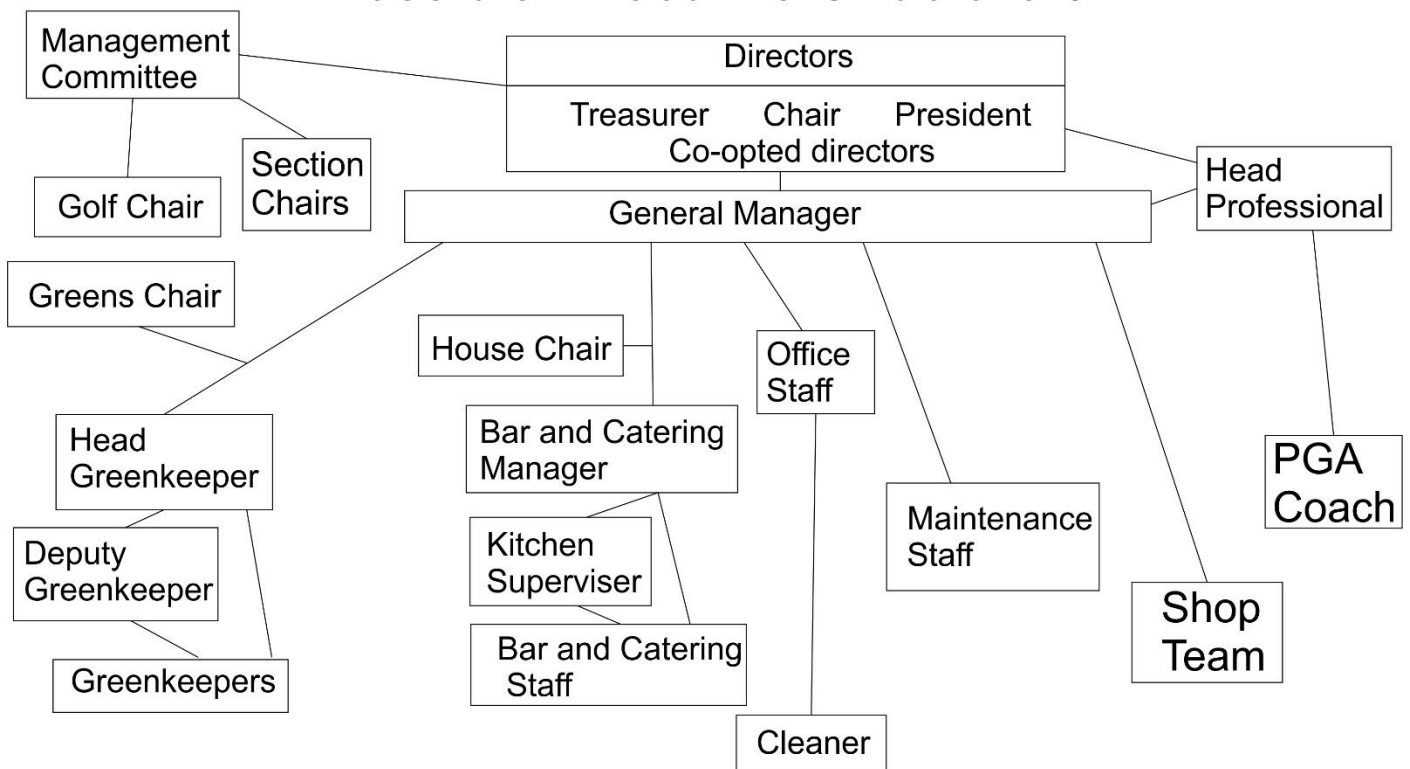 Management
Committee
Directors
Treasurer Chair President
Co-opted directors
Section
Chairs
Golf Chair
Head
Professional
General Manager
Greens Chair
House Chair
Office
Staff
Head
Greenkeeper
Bar and Catering
Manager
PGA
Coach
Maintenance
Staff
Deputy
Greenkeeper
Kitchen
Superviser
Shop
Team
Bar and Catering
Staff
Greenkeepers
Cleaner